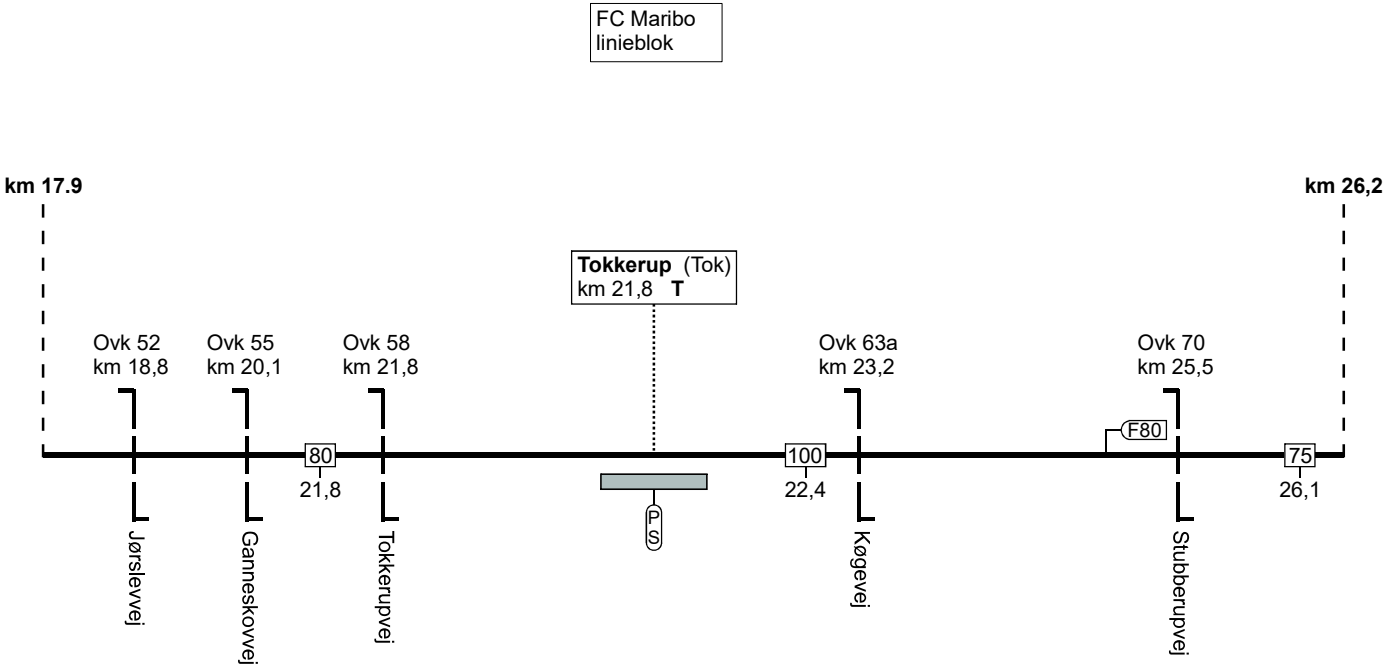 FC Maribo
linieblok
km 17.9
km 26,2
Tokkerup (Tok)
km 21,8 T
Ovk 52
km 18,8
Ovk 55
km 20,1
Ovk 58
km 21,8
Ovk 63a
km 23,2
Ovk 70
km 25,5
F80
80
21,8
100
22,4
75
26,1
P
S
Jørslevvej
Ganneskovvej
Tokkerupvej
Køgevej
Stubberupvej